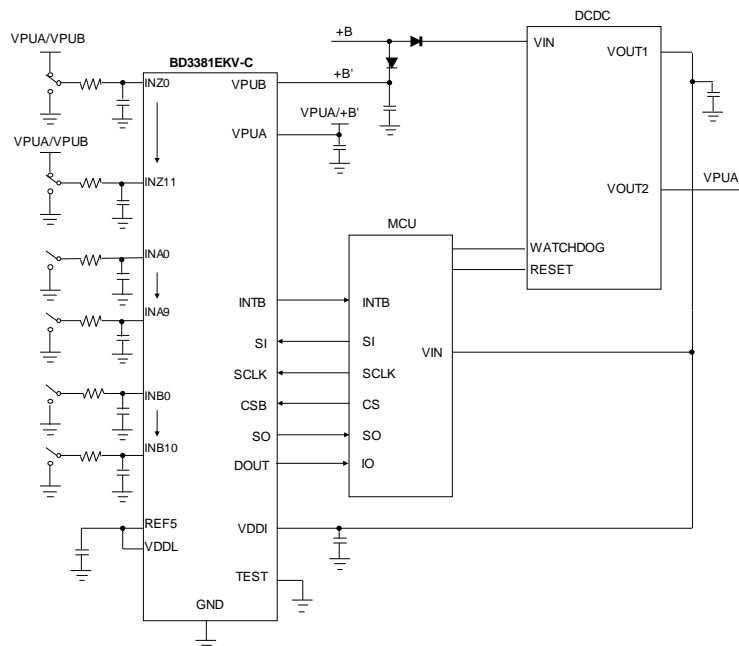 DCDC
+B
VIN
VOUT1
VPUA/VPUB
BD3381EKV-C
INZ0
VPUB
+B'
VPUA/+B'
VPUA
VPUA/VPUB
INZ11
VOUT2
VPUA
MCU
WATCHDOG
RESET
INA0
INTB
INTB
INA9
SI
SI
VIN
SCLK
SCLK
INB0
CSB
CS
SO
SO
INB10
DOUT
IO
REF5
VDDL
VDDI
TEST
GND